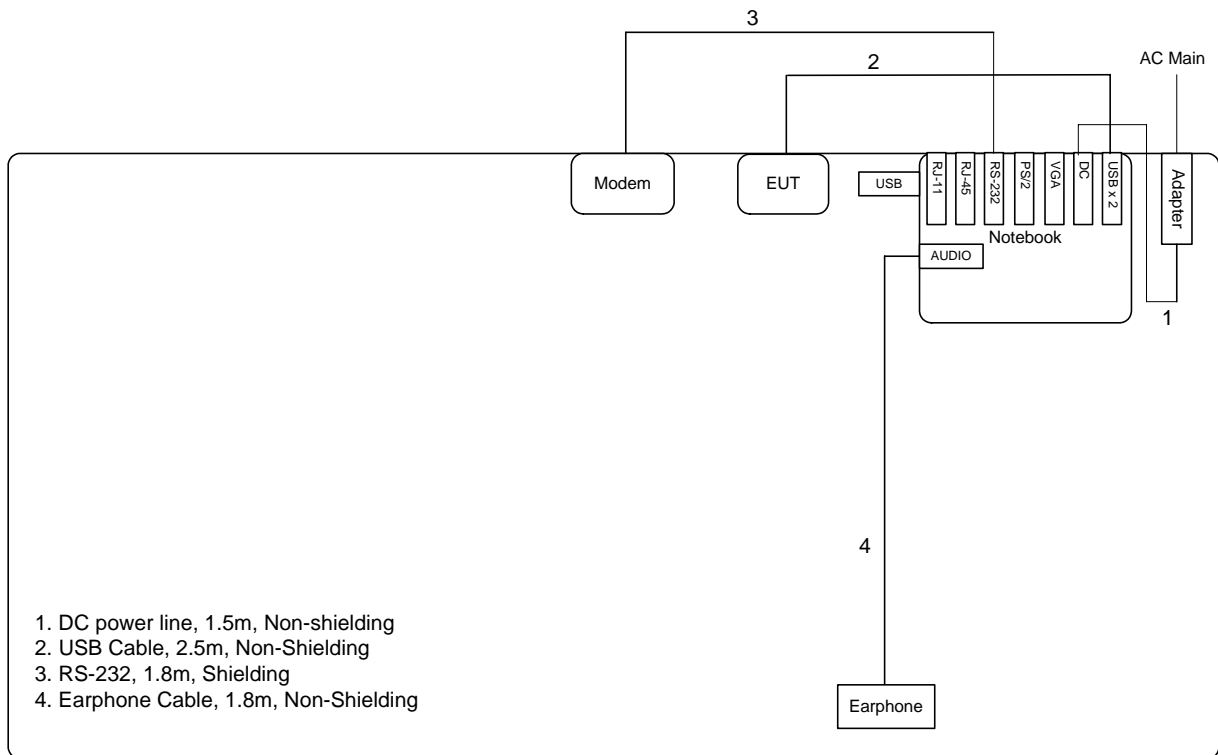 3
2
AC Main
Modem
EUT
USB
RJ-11
RJ-45
RS-232
PS/2
VGA
DC
USB x 2
Adapter
Notebook
AUDIO
1
4
1. DC power line, 1.5m, Non-shielding
2. USB Cable, 2.5m, Non-Shielding
3. RS-232, 1.8m, Shielding
4. Earphone Cable, 1.8m, Non-Shielding
Earphone